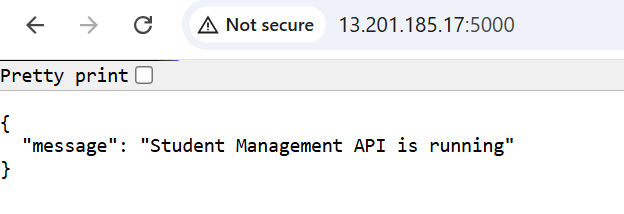 Not secure 13.201.185.17:5000
Pretty print
{
"message": "Student Management API is running"
}